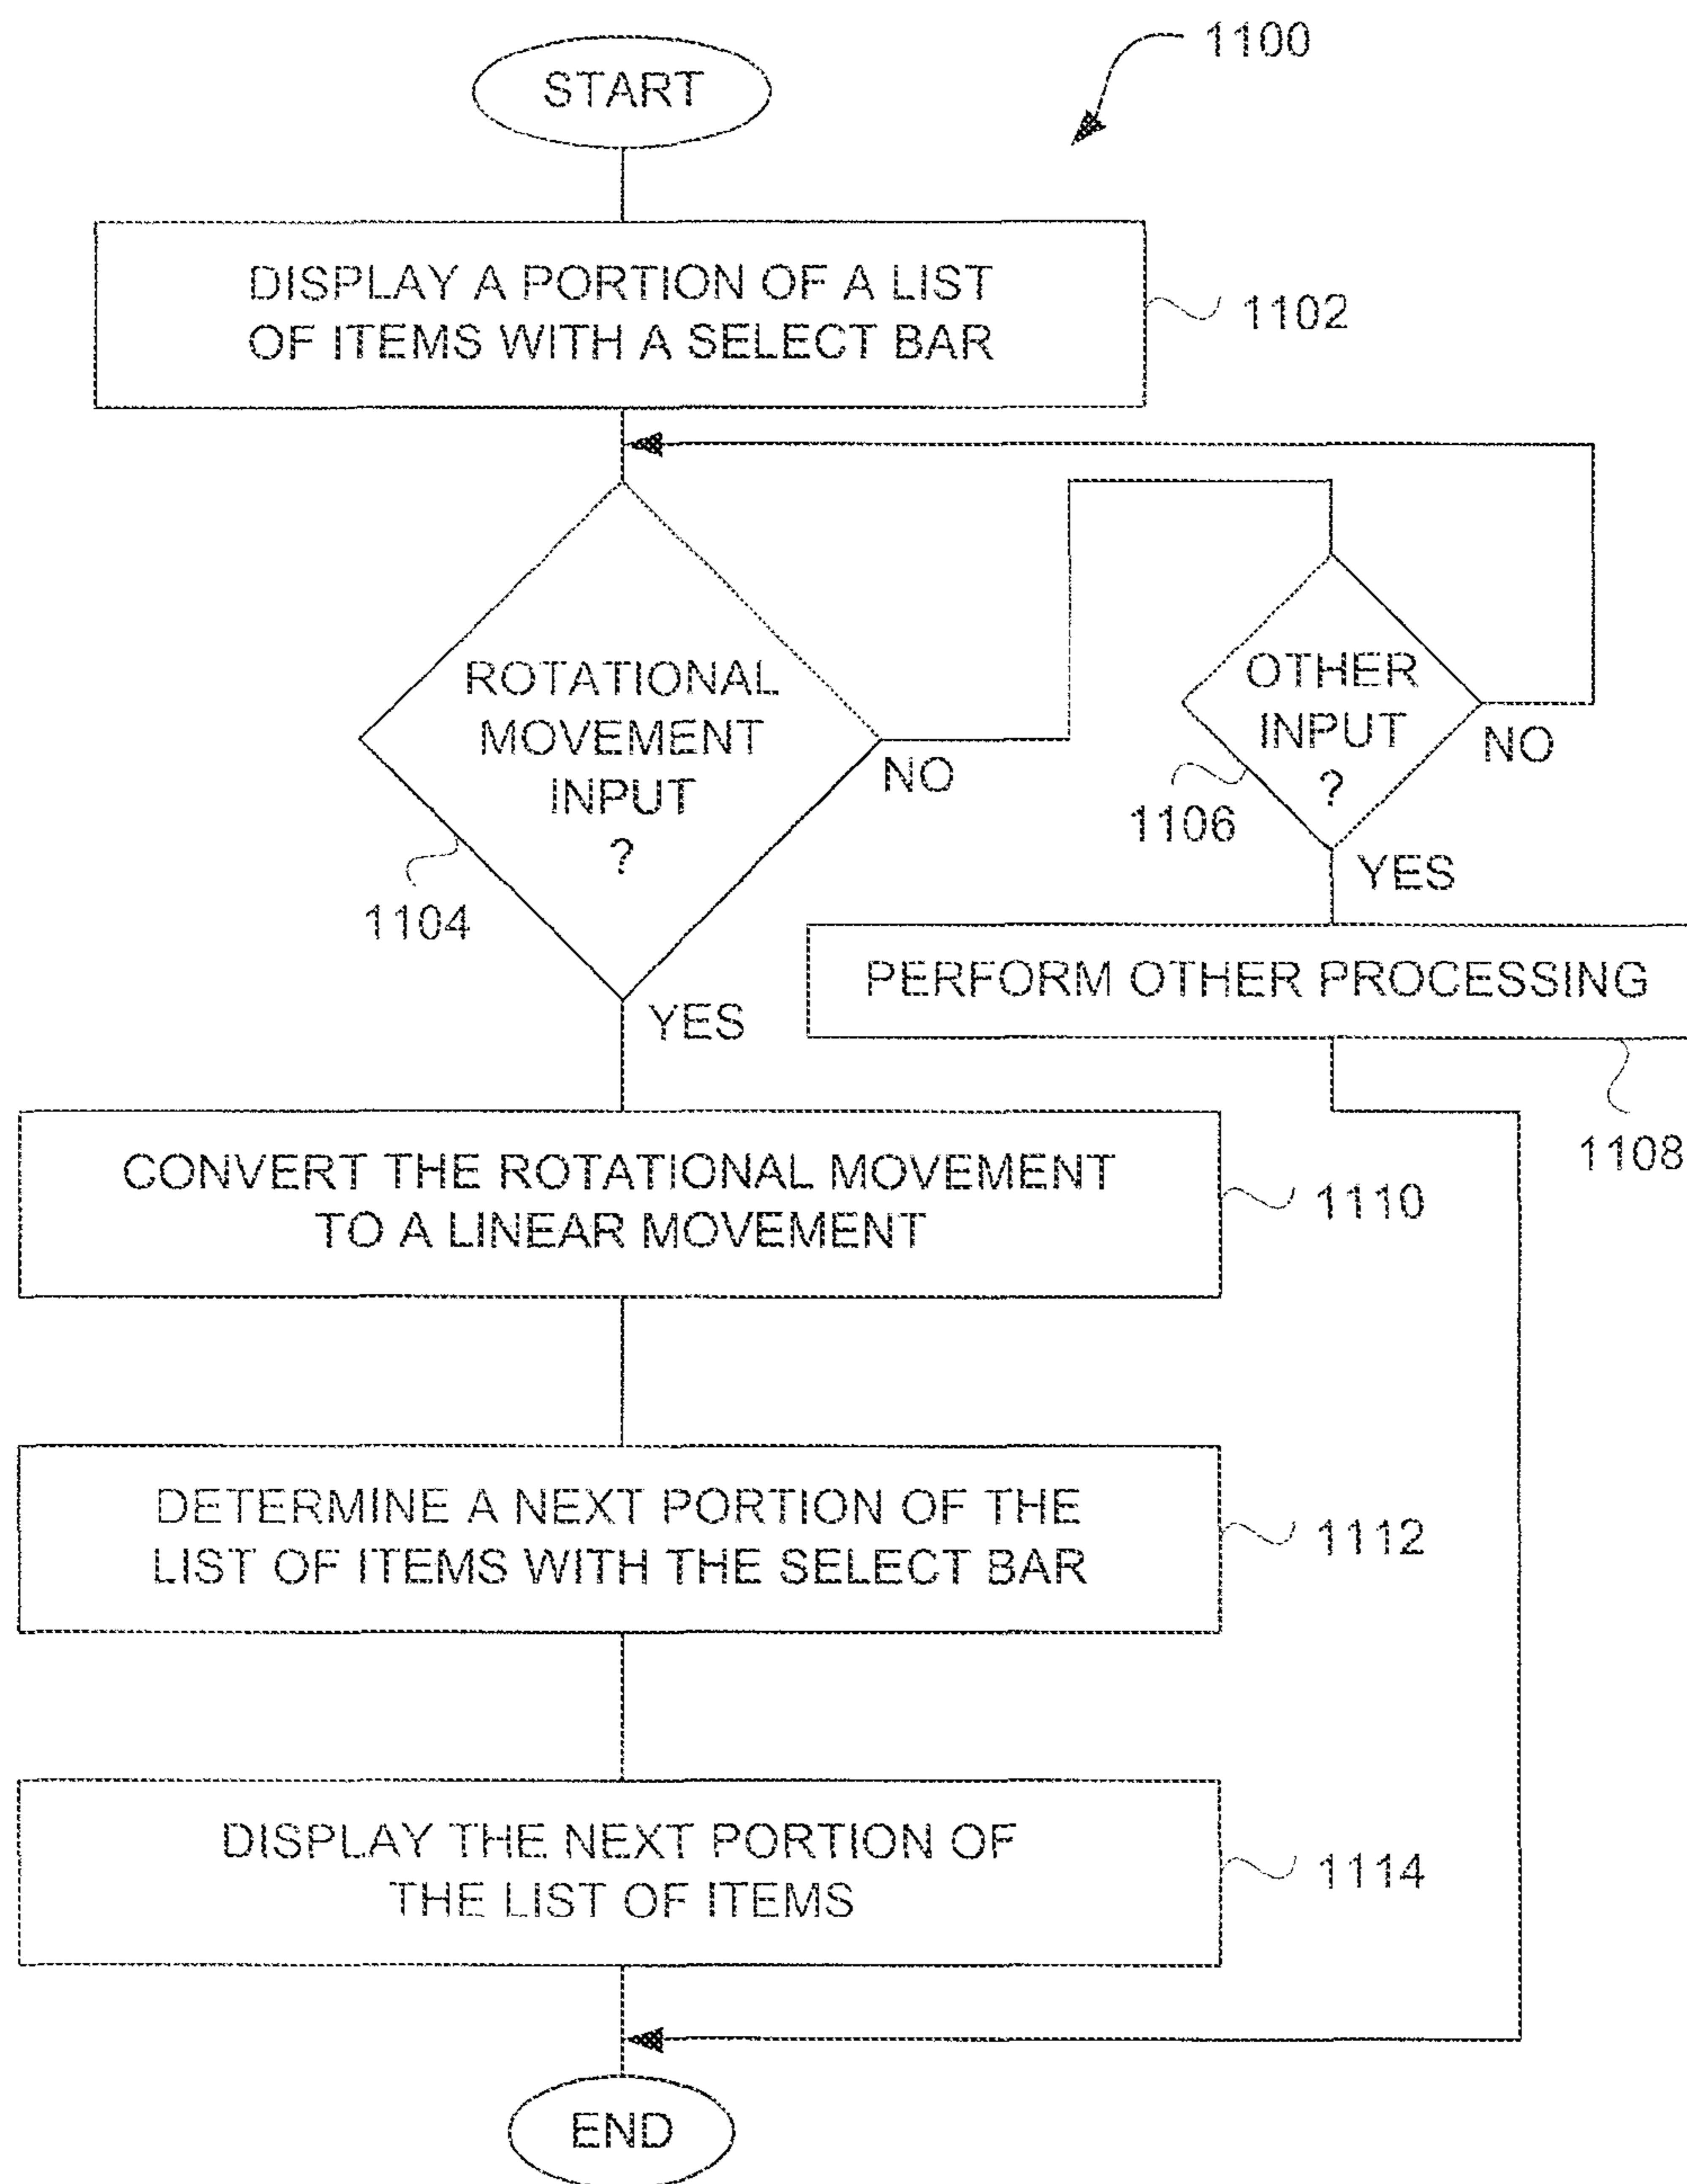 1100
START
DISPLAY A PORTION OF A LIST
OF ITEMS WITH A SELECT BAR
1102
ROTATIONAL
MOVEMENT
INPUT
?
NO
1104
YES
OTHER
INPUT
?
NO
1106
YES
PERFORM OTHER PROCESSING
1108
CONVERT THE ROTATIONAL MOVEMENT
TO A LINEAR MOVEMENT
1110
DETERMINE A NEXT PORTION OF THE
LIST OF ITEMS WITH THE SELECT BAR
1112
DISPLAY THE NEXT PORTION OF
THE LIST OF ITEMS
1114
END